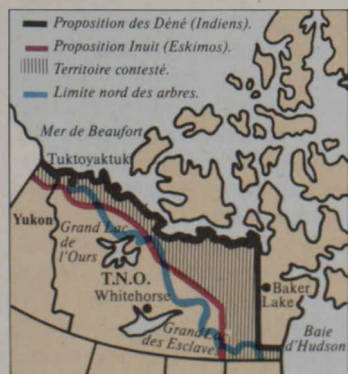 Proposition des Déné (Indiens).
Proposition Inuit (Eskimos).
Territoire contesté.
Limite nord des arbres.
Mer de Beaufort
Tuktoyaktuk
Yukon
Grand Lac
de
l'Ours
T.N.O.
Whitehorse
Baker
Lake
Grand Lac
des Esclave
Baie
d'Hudson